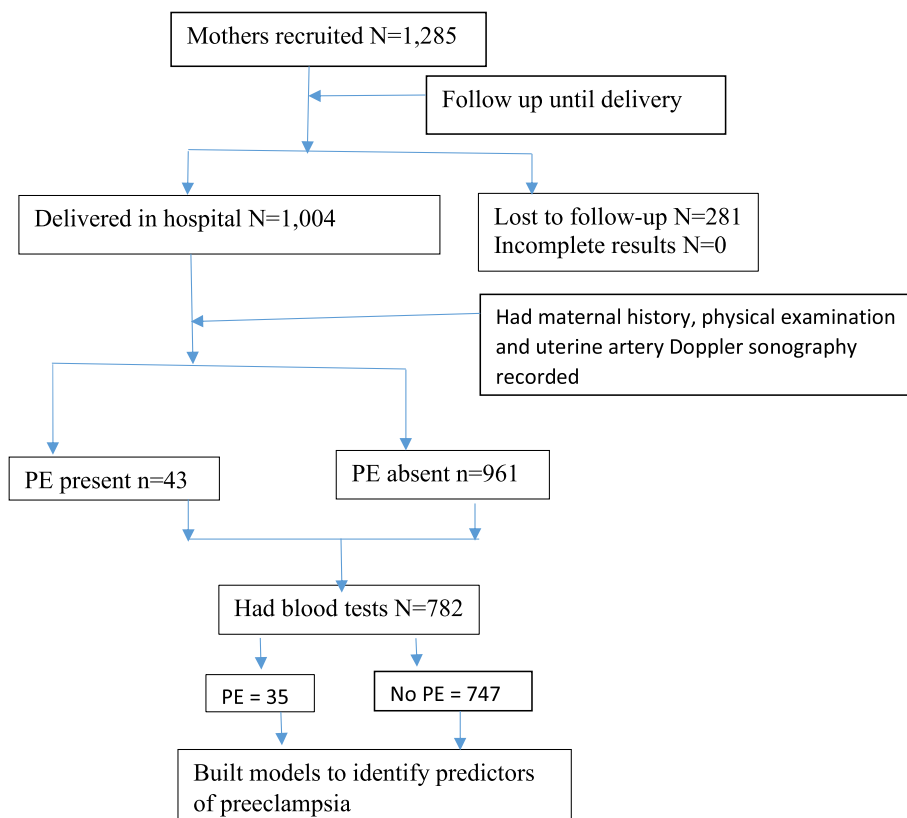 Mothers recruited N=1,285
Follow up until delivery
Delivered in hospital N=1,004
Lost to follow-up N=281
Incomplete results N=0
Had maternal history, physical examination
and uterine artery Doppler sonography
recorded
PE present n=43
PE absent n=961
Had blood tests N=782
PE = 35
No PE = 747
Built models to identify predictors
of preeclampsia